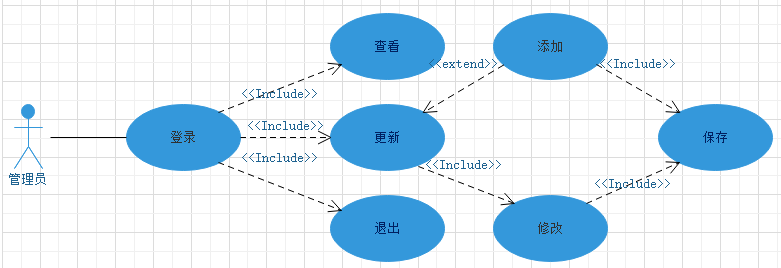 查看
添加
<<extend>>
<<Include>>
<<Include>>
<<Include>>
登录
更新
保存
<<Include>>
<<Include>>
管理员
<<Include>>
退出
修改